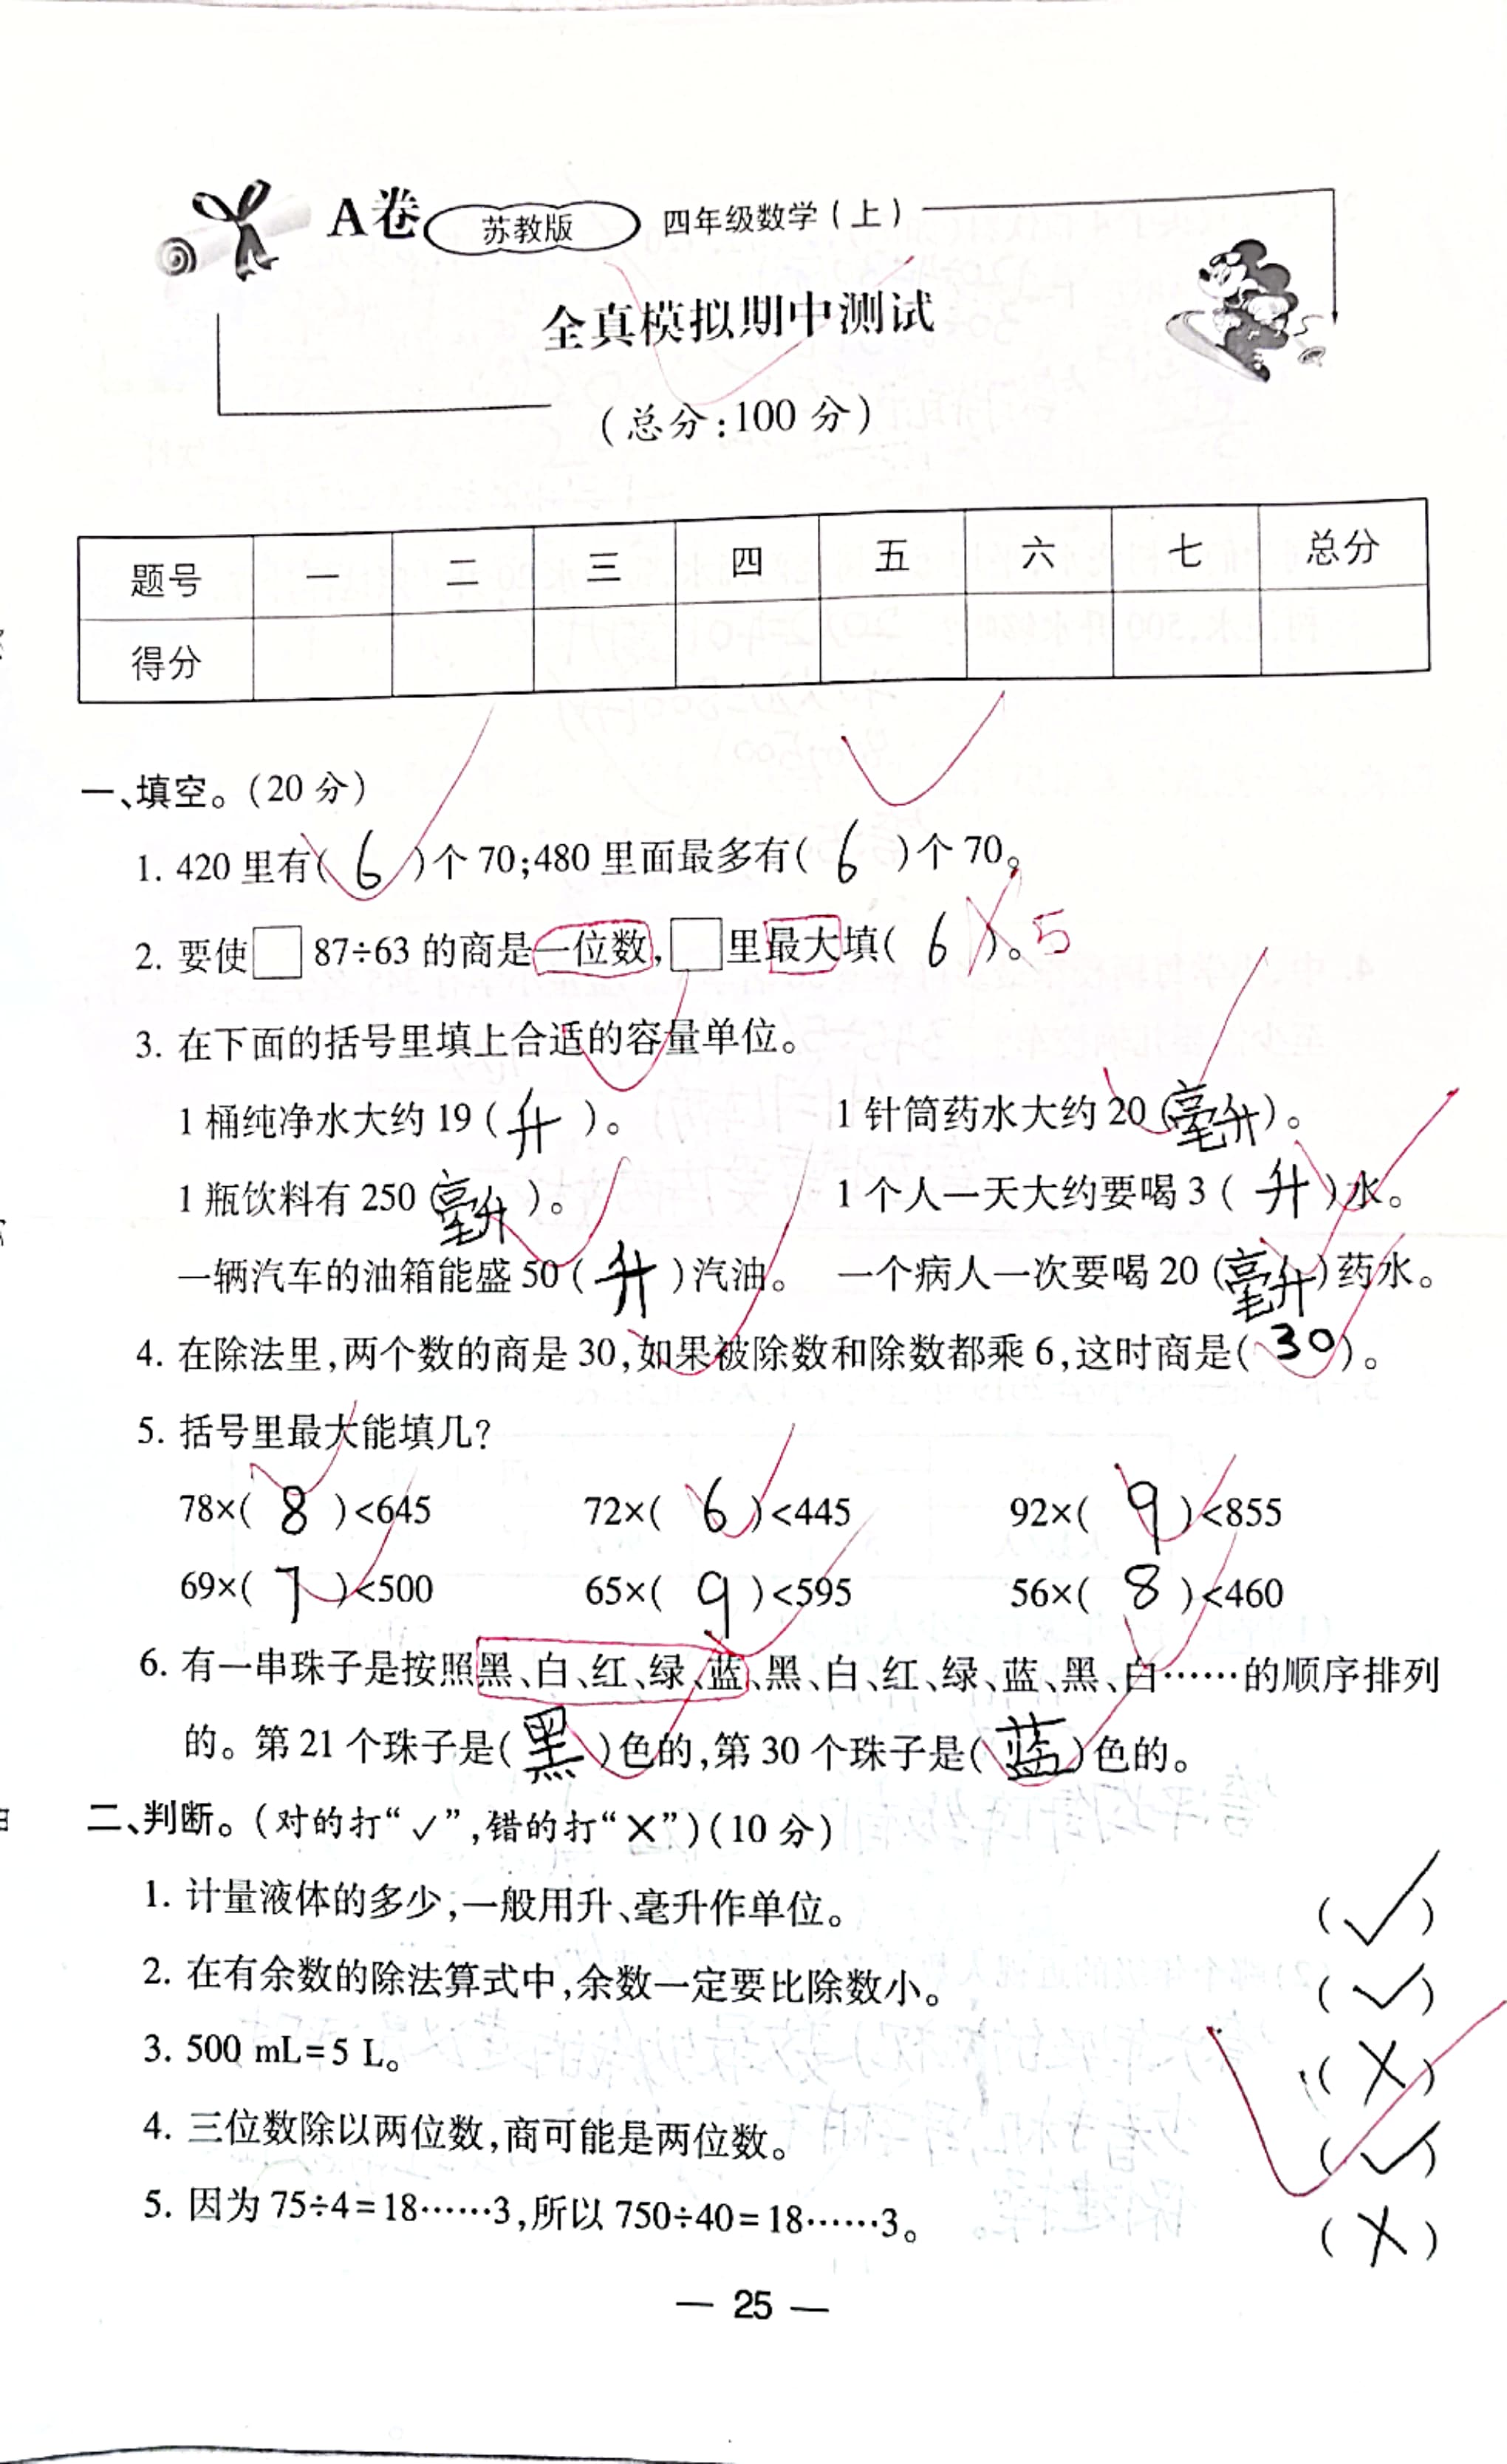 A卷 苏教版 四年级数学(上)
全真模拟期中测试
(总分:100 分)
题号 一 二 三 四 五 六 七 总分
得分
一、填空。(20 分)
1. 420 里有( 6 )个 70;480 里面最多有( 6 )个 70。
2. 要使□87÷63 的商是一位数,□里最大填( 6 )。5
3. 在下面的括号里填上合适的容量单位。
1 桶纯净水大约 19 ( 升 )。 1 针筒药水大约 20 (毫升)。
1 瓶饮料有 250 (毫升)。 1 个人一天大约要喝 3 ( 升 )水。
一辆汽车的油箱能盛 50 ( 升 )汽油。 一个病人一次要喝 20 (毫升)药水。
4. 在除法里,两个数的商是 30,如果被除数和除数都乘 6,这时商是( 30 )。
5. 括号里最大能填几?
78×( 8 )<645 72×( 6 )<445 92×( 9 )<855
69×( 7 )<500 65×( 9 )<595 56×( 8 )<460
6. 有一串珠子是按照黑、白、红、绿、蓝、黑、白、红、绿、蓝、黑、白……的顺序排列
的。第 21 个珠子是( 黑 )色的,第 30 个珠子是( 蓝 )色的。
二、判断。(对的打“✓”,错的打“×”)(10 分)
1. 计量液体的多少,一般用升、毫升作单位。 ( ✓ )
2. 在有余数的除法算式中,余数一定要比除数小。 ( ✓ )
3. 500 mL=5 L。 ( × )
4. 三位数除以两位数,商可能是两位数。 ( ✓ )
5. 因为 75÷4=18……3,所以 750÷40=18……3。 ( × )
— 25 —